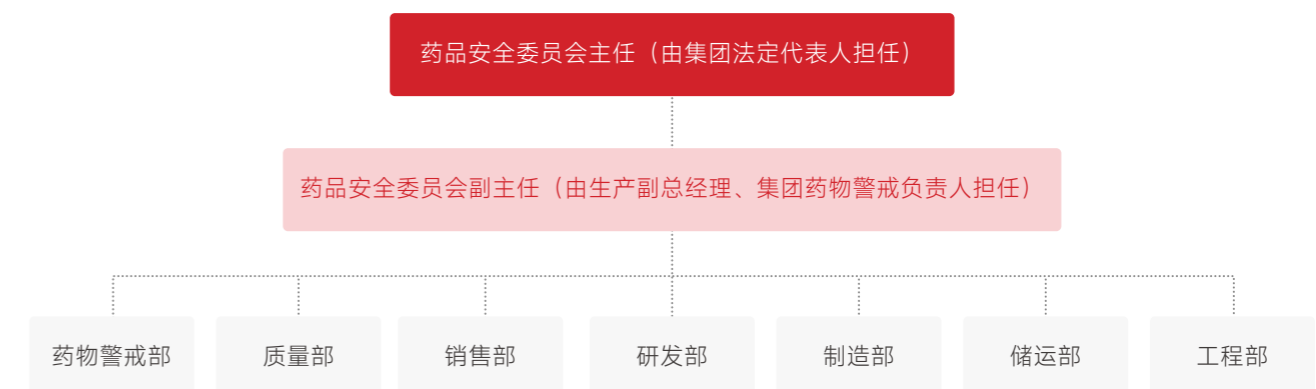 药品安全委员会主任（由集团法定代表人担任）
药品安全委员会副主任（由生产副总经理、集团药物警戒负责人担任）
药物警戒部
质量部
销售部
研发部
制造部
储运部
工程部